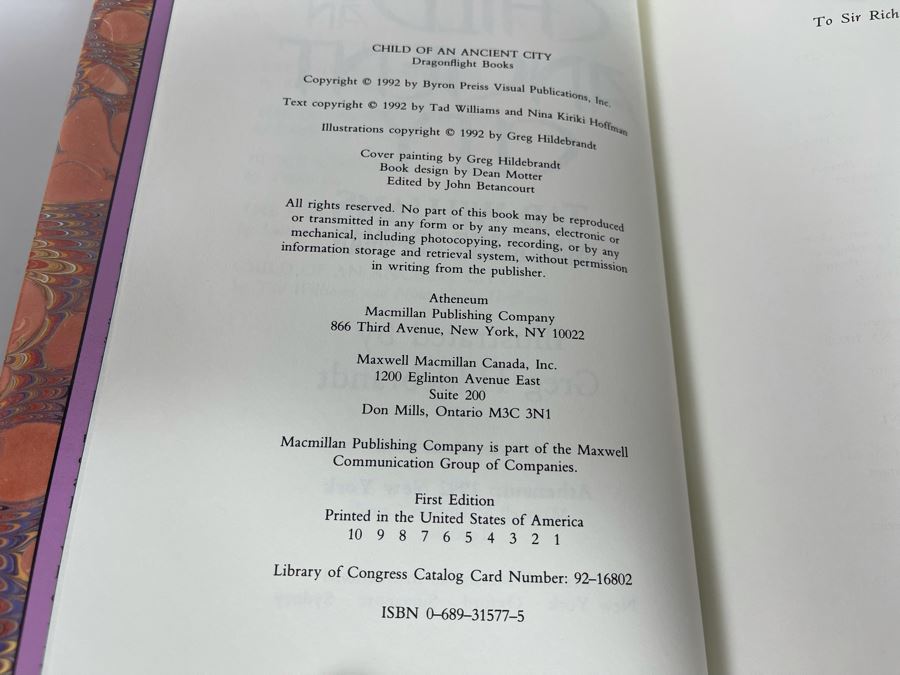 CHILD OF AN ANCIENT CITY
Dragonflight Books
Copyright © 1992 by Byron Preiss Visual Publications, Inc.
Text copyright © 1992 by Tad Williams and Nina Kiriki Hoffman
Illustrations copyright © 1992 by Greg Hildebrandt
Cover painting by Greg Hildebrandt
Book design by Dean Motter
Edited by John Betancourt
All rights reserved. No part of this book may be reproduced
or transmitted in any form or by any means, electronic or
mechanical, including photocopying, recording, or by any
information storage and retrieval system, without permission
in writing from the publisher.
Atheneum
Macmillan Publishing Company
866 Third Avenue, New York, NY 10022
Maxwell Macmillan Canada, Inc.
1200 Eglinton Avenue East
Suite 200
Don Mills, Ontario M3C 3N1
Macmillan Publishing Company is part of the Maxwell
Communication Group of Companies.
First Edition
Printed in the United States of America
10 9 8 7 6 5 4 3 2 1
Library of Congress Catalog Card Number: 92–16802
ISBN 0–689–31577–5
To Sir Rich